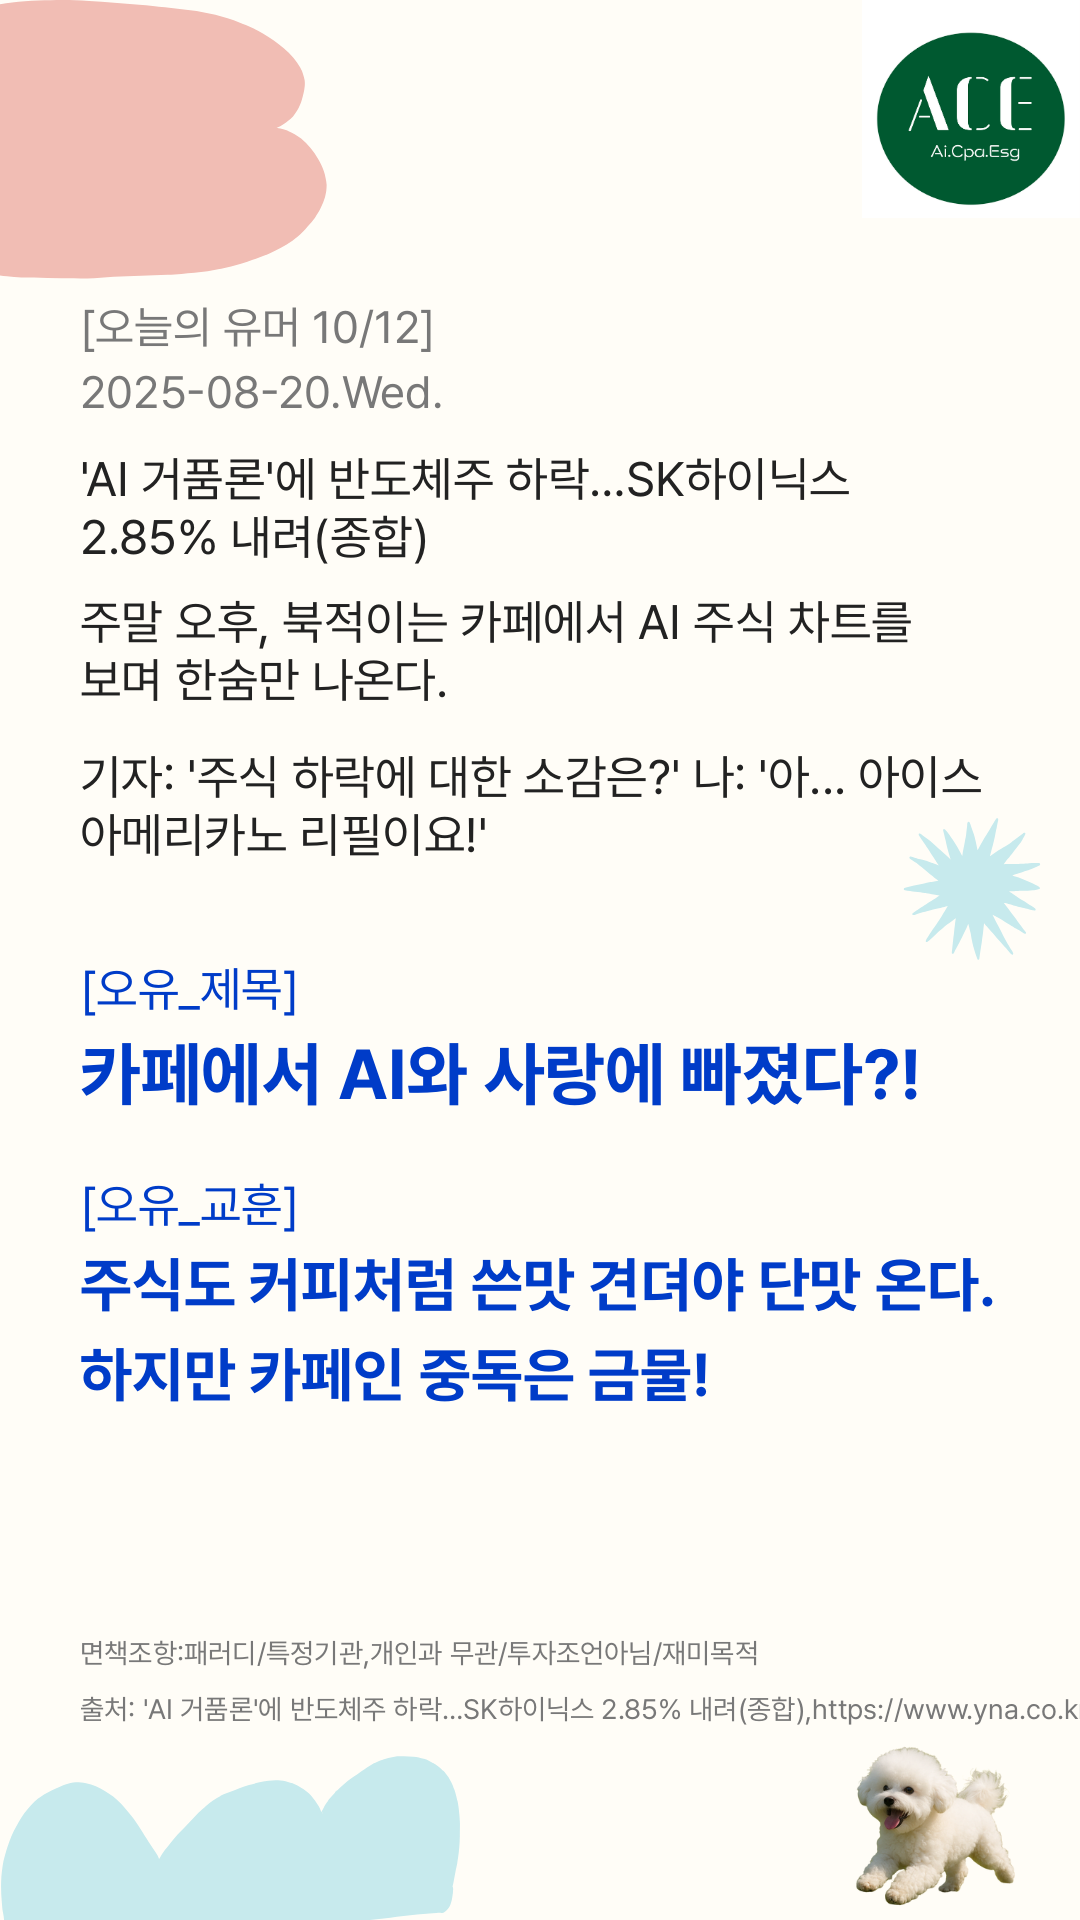 ACE
Ai.Cpa.Esg
[오늘의 유머 10/12]
2025-08-20.Wed.
'AI 거품론'에 반도체주 하락...SK하이닉스
2.85% 내려(종합)
주말 오후, 북적이는 카페에서 AI 주식 차트를
보며 한숨만 나온다.
기자: '주식 하락에 대한 소감은?' 나: '아... 아이스
아메리카노 리필이요!'
[오유_제목]
카페에서 AI와 사랑에 빠졌다?!
[오유_교훈]
주식도 커피처럼 쓴맛 견뎌야 단맛 온다.
하지만 카페인 중독은 금물!
면책조항:패러디/특정기관,개인과 무관/투자조언아님/재미목적
출처: 'AI 거품론'에 반도체주 하락...SK하이닉스 2.85% 내려(종합),https://www.yna.co.k